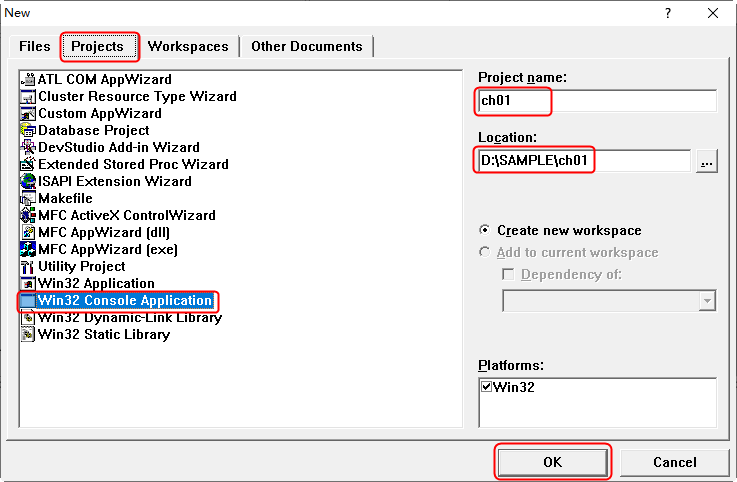 New
Files
Projects
Workspaces
Other Documents
ATL COM AppWizard
Cluster Resource Type Wizard
Custom AppWizard
Database Project
DevStudio Add-in Wizard
Extended Stored Proc Wizard
ISAPI Extension Wizard
Makefile
MFC ActiveX ControlWizard
MFC AppWizard (dll)
MFC AppWizard (exe)
Utility Project
Win32 Application
Win32 Console Application
Win32 Dynamic-Link Library
Win32 Static Library
Project name:
ch01
Location:
D:\SAMPLE\ch01
...
Create new workspace
Add to current workspace
Dependency of:
Platforms:
Win32
OK
Cancel